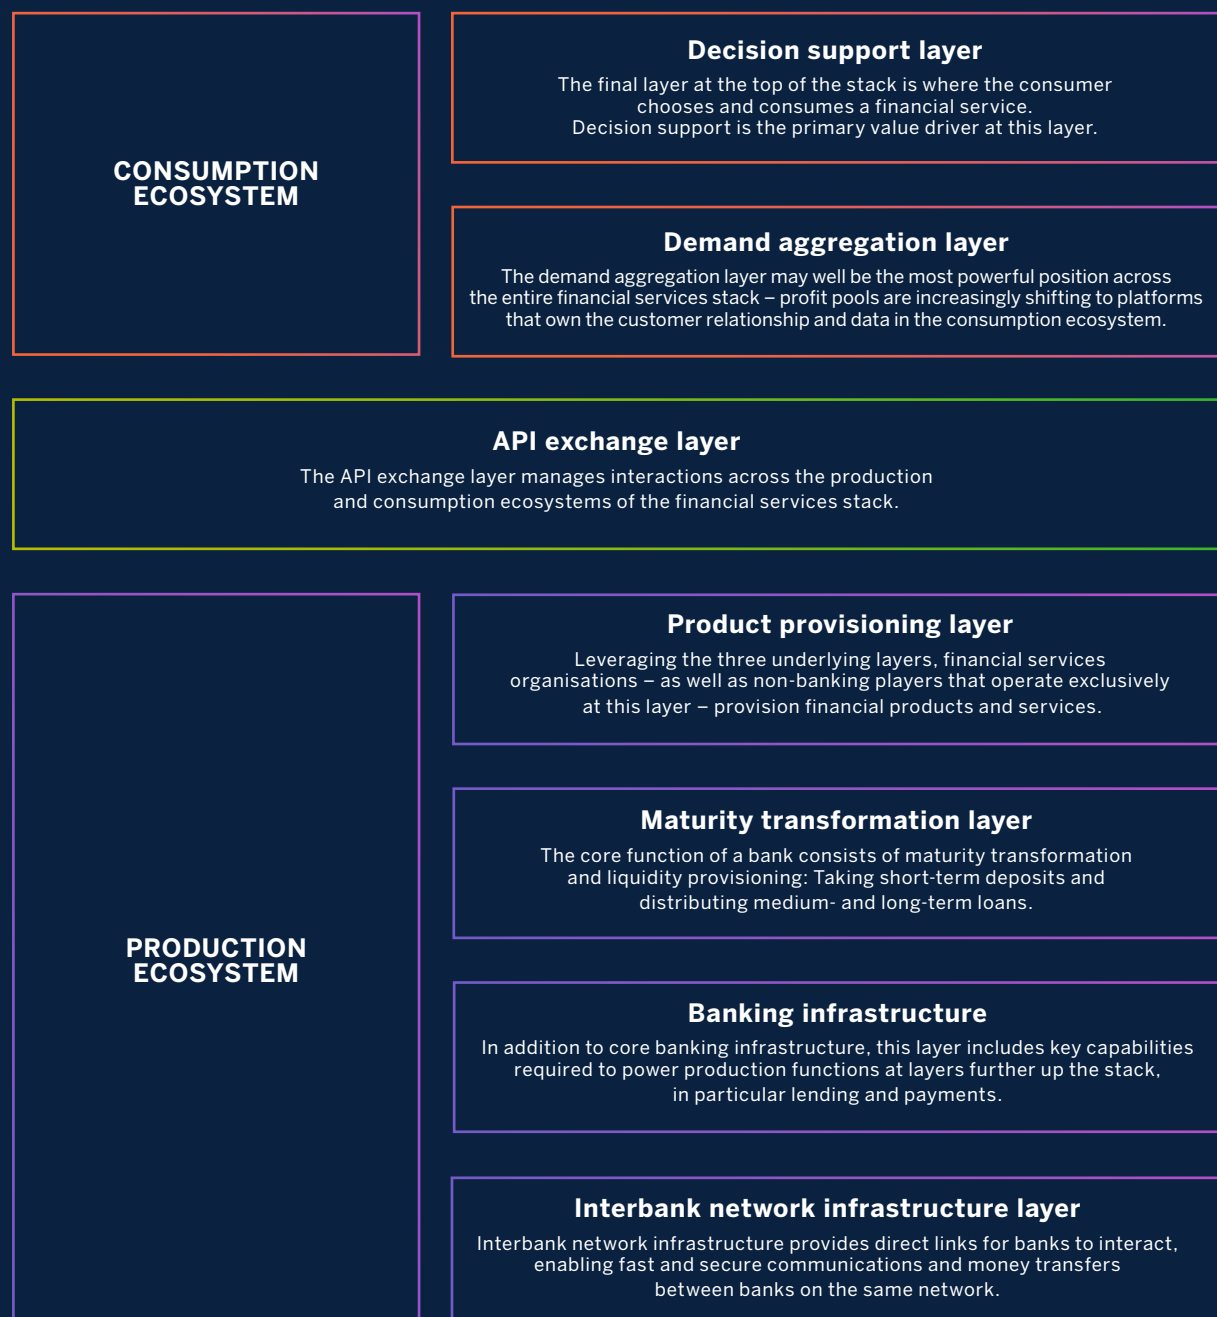 CONSUMPTION
ECOSYSTEM
Decision support layer
The final layer at the top of the stack is where the consumer
chooses and consumes a financial service.
Decision support is the primary value driver at this layer.
Demand aggregation layer
The demand aggregation layer may well be the most powerful position across
the entire financial services stack – profit pools are increasingly shifting to platforms
that own the customer relationship and data in the consumption ecosystem.
API exchange layer
The API exchange layer manages interactions across the production
and consumption ecosystems of the financial services stack.
PRODUCTION
ECOSYSTEM
Product provisioning layer
Leveraging the three underlying layers, financial services
organisations – as well as non-banking players that operate exclusively
at this layer – provision financial products and services.
Maturity transformation layer
The core function of a bank consists of maturity transformation
and liquidity provisioning: Taking short-term deposits and
distributing medium- and long-term loans.
Banking infrastructure
In addition to core banking infrastructure, this layer includes key capabilities
required to power production functions at layers further up the stack,
in particular lending and payments.
Interbank network infrastructure layer
Interbank network infrastructure provides direct links for banks to interact,
enabling fast and secure communications and money transfers
between banks on the same network.